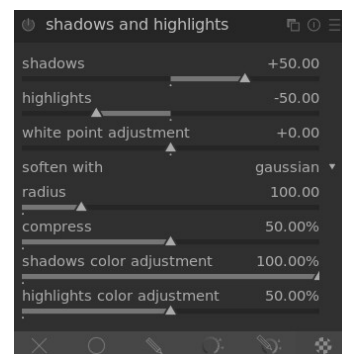 shadows and highlights
shadows +50.00
highlights -50.00
white point adjustment +0.00
soften with gaussian
radius 100.00
compress 50.00%
shadows color adjustment 100.00%
highlights color adjustment 50.00%